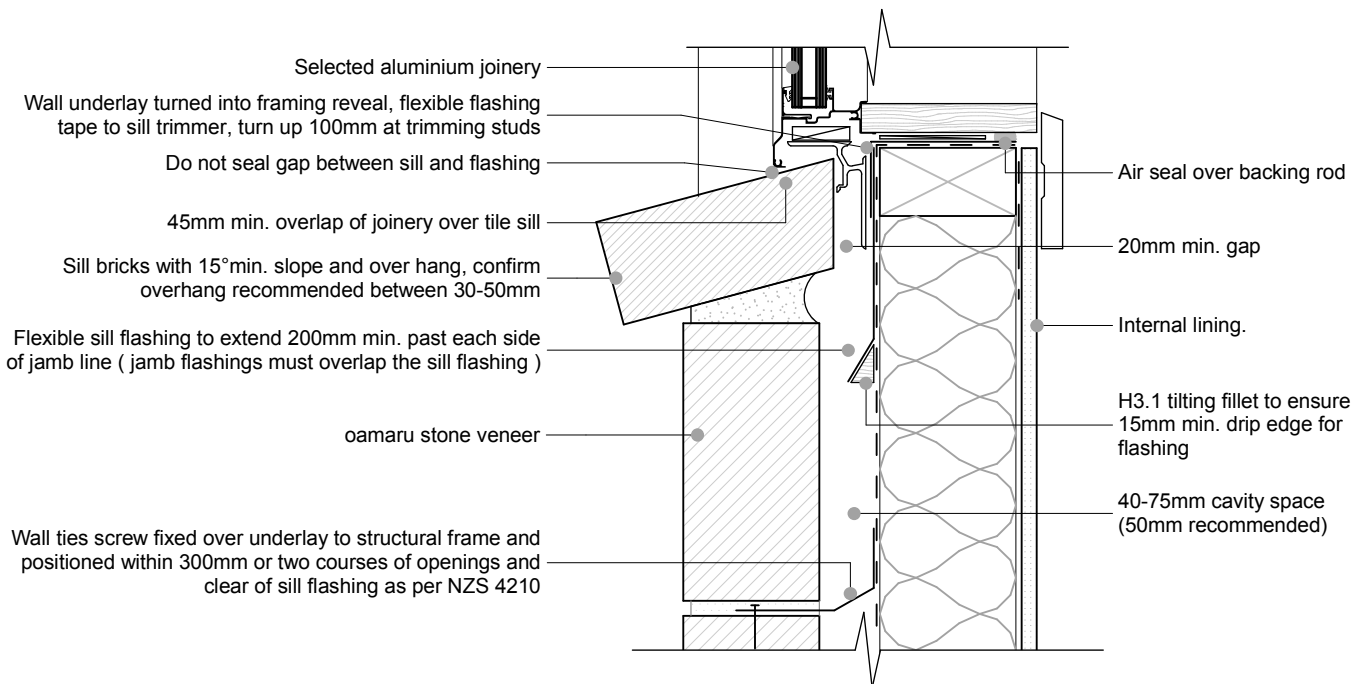 Selected aluminium joinery
Wall underlay turned into framing reveal, flexible flashing
tape to sill trimmer, turn up 100mm at trimming studs
Do not seal gap between sill and flashing
45mm min. overlap of joinery over tile sill
Sill bricks with 15°min. slope and over hang, confirm
overhang recommended between 30-50mm
Flexible sill flashing to extend 200mm min. past each side
of jamb line ( jamb flashings must overlap the sill flashing )
oamaru stone veneer
Wall ties screw fixed over underlay to structural frame and
positioned within 300mm or two courses of openings and
clear of sill flashing as per NZS 4210
Air seal over backing rod
20mm min. gap
Internal lining.
H3.1 tilting fillet to ensure
15mm min. drip edge for
flashing
40-75mm cavity space
(50mm recommended)